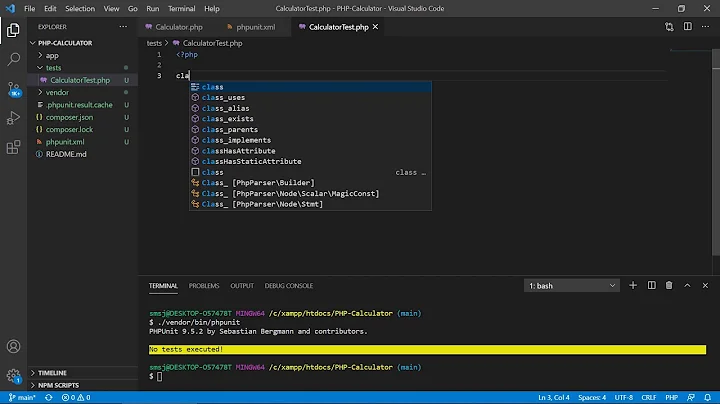 File Edit Selection View Go Run Terminal Help CalculatorTest.php - PHP-Calculator - Visual Studio Code
EXPLORER
Calculator.php phpunit.xml CalculatorTest.php
PHP-CALCULATOR
app
tests
CalculatorTest.php U
vendor
.phpunit.result.cache U
composer.json U
composer.lock U
phpunit.xml U
README.md
TIMELINE
NPM SCRIPTS
1K+
1
tests > CalculatorTest.php
1 <?php
2
3 cla
class
class_uses
class_alias
class_exists
class_parents
class_implements
classHasAttribute
classHasStaticAttribute
class class …
Class_ [PhpParser\Builder]
Class_ [PhpParser\Node\Scalar\MagicConst]
Class_ [PhpParser\Node\Stmt]
TERMINAL PROBLEMS OUTPUT DEBUG CONSOLE 1: bash
smsj@DESKTOP-O57478T MINGW64 /c/xampp/htdocs/PHP-Calculator (main)
$ ./vendor/bin/phpunit
PHPUnit 9.5.2 by Sebastian Bergmann and contributors.
No tests executed!
smsj@DESKTOP-O57478T MINGW64 /c/xampp/htdocs/PHP-Calculator (main)
$
main* 0 0 Ln 3, Col 4 Spaces: 4 UTF-8 CRLF PHP